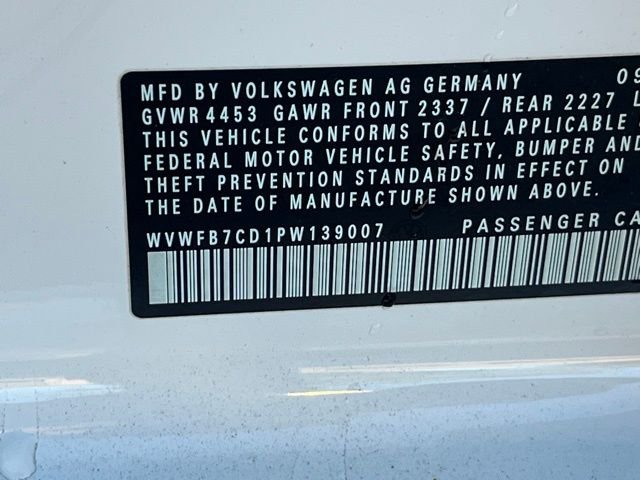 MFD BY VOLKSWAGEN AG GERMANY 09
GVWR 4453 GAWR FRONT 2337 / REAR 2227 L
THIS VEHICLE CONFORMS TO ALL APPLICABLE
FEDERAL MOTOR VEHICLE SAFETY, BUMPER AND
THEFT PREVENTION STANDARDS IN EFFECT ON
THE DATE OF MANUFACTURE SHOWN ABOVE.
WVWFB7CD1PW139007 PASSENGER CA